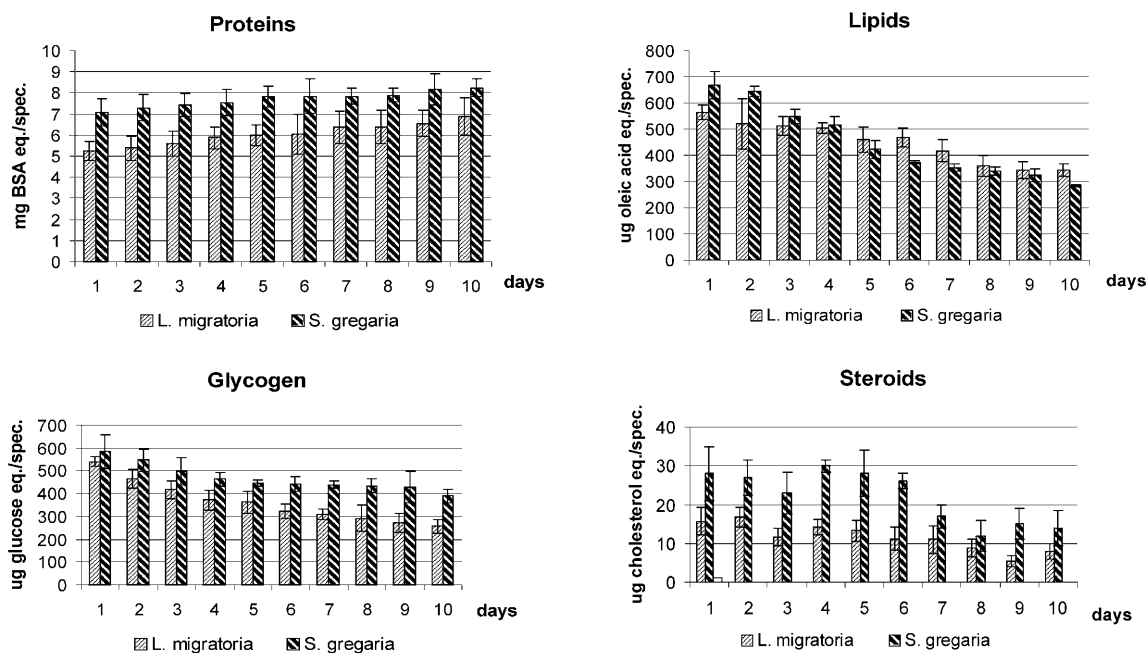 Proteins
mg BSA eq./spec.
10
9
8
7
6
5
4
3
2
1
0
1 2 3 4 5 6 7 8 9 10 days
L. migratoria S. gregaria
Lipids
ug oleic acid eq./spec.
800
700
600
500
400
300
200
100
0
1 2 3 4 5 6 7 8 9 10 days
L. migratoria S. gregaria
Glycogen
ug glucose eq./spec.
700
600
500
400
300
200
100
0
1 2 3 4 5 6 7 8 9 10 days
L. migratoria S. gregaria
Steroids
ug cholesterol eq./spec.
40
30
20
10
0
1 2 3 4 5 6 7 8 9 10 days
L. migratoria S. gregaria